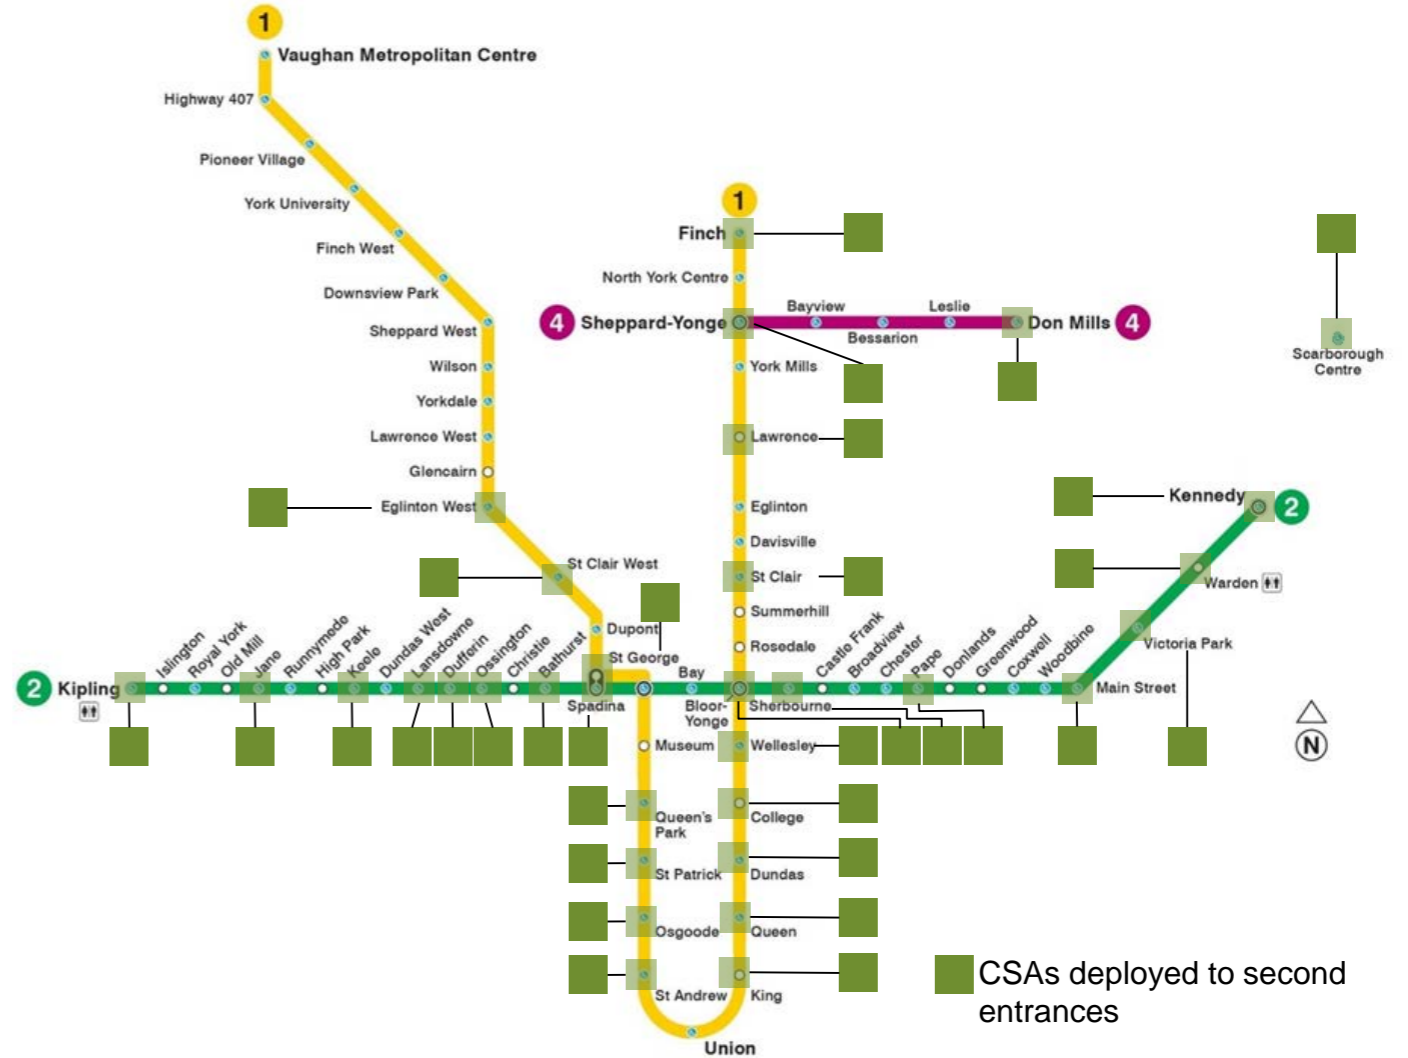 1
Vaughan Metropolitan Centre
Highway 407
Pioneer Village
York University
Finch West
Downsview Park
Sheppard West
Wilson
Yorkdale
Lawrence West
Glencairn
Eglinton West
St Clair West
Dupont
St George
Spadina
1
Finch
North York Centre
4
Sheppard-Yonge
Bayview
Bessarion
Leslie
Don Mills
4
York Mills
Lawrence
Eglinton
Davisville
St Clair
Summerhill
Rosedale
Scarborough
Centre
Kennedy
2
Warden
Victoria Park
Main Street
2
Kipling
Islington
Royal York
Old Mill
Jane
Runnymede
High Park
Keele
Dundas West
Lansdowne
Dufferin
Ossington
Christie
Bathurst
Bay
Bloor-
Yonge
Sherbourne
Castle Frank
Broadview
Chester
Pape
Donlands
Greenwood
Coxwell
Woodbine
Museum
Queen's
Park
St Patrick
Osgoode
St Andrew
Wellesley
College
Dundas
Queen
King
Union
N
CSAs deployed to second
entrances